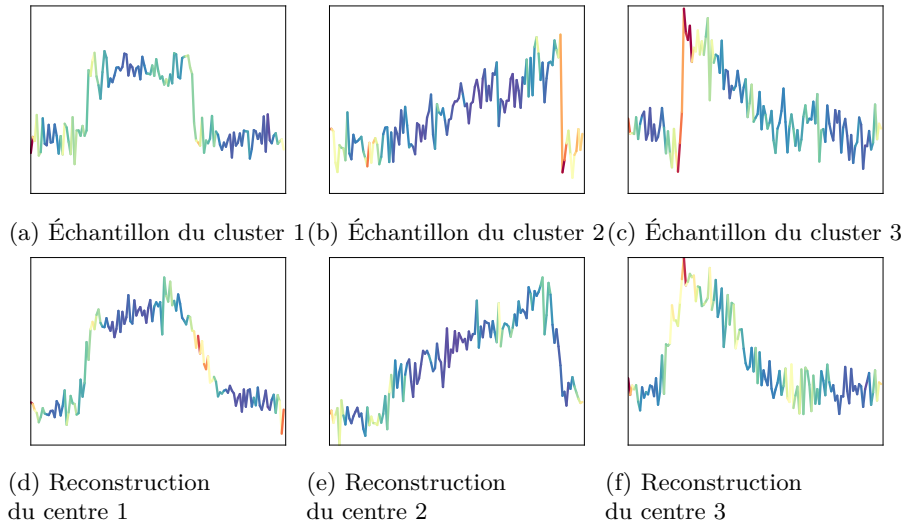 (a) Échantillon du cluster 1 (b) Échantillon du cluster 2 (c) Échantillon du cluster 3
(d) Reconstruction
du centre 1
(e) Reconstruction
du centre 2
(f) Reconstruction
du centre 3